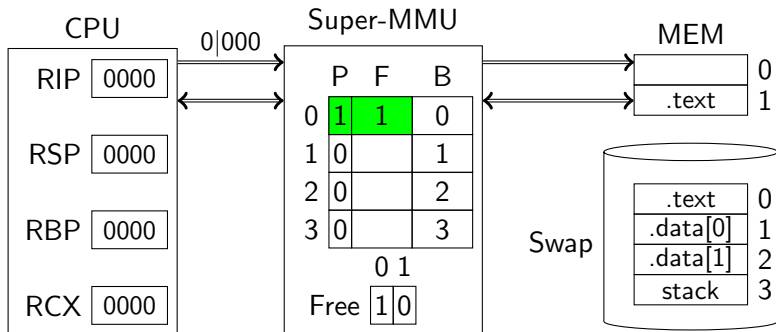 CPU
RIP 0000
RSP 0000
RBP 0000
RCX 0000
0|000
Super-MMU
P F B
0 1 1 0
1 0 1
2 0 2
3 0 3
0 1
Free 1 0
MEM
0
.text 1
Swap
.text 0
.data[0] 1
.data[1] 2
stack 3